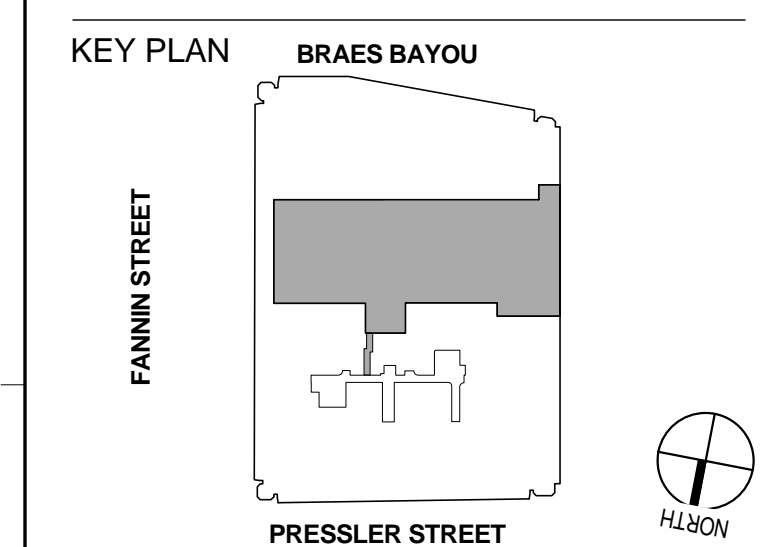 KEY PLAN
BRAES BAYOU
FANNIN STREET
PRESSLER STREET
NORTH